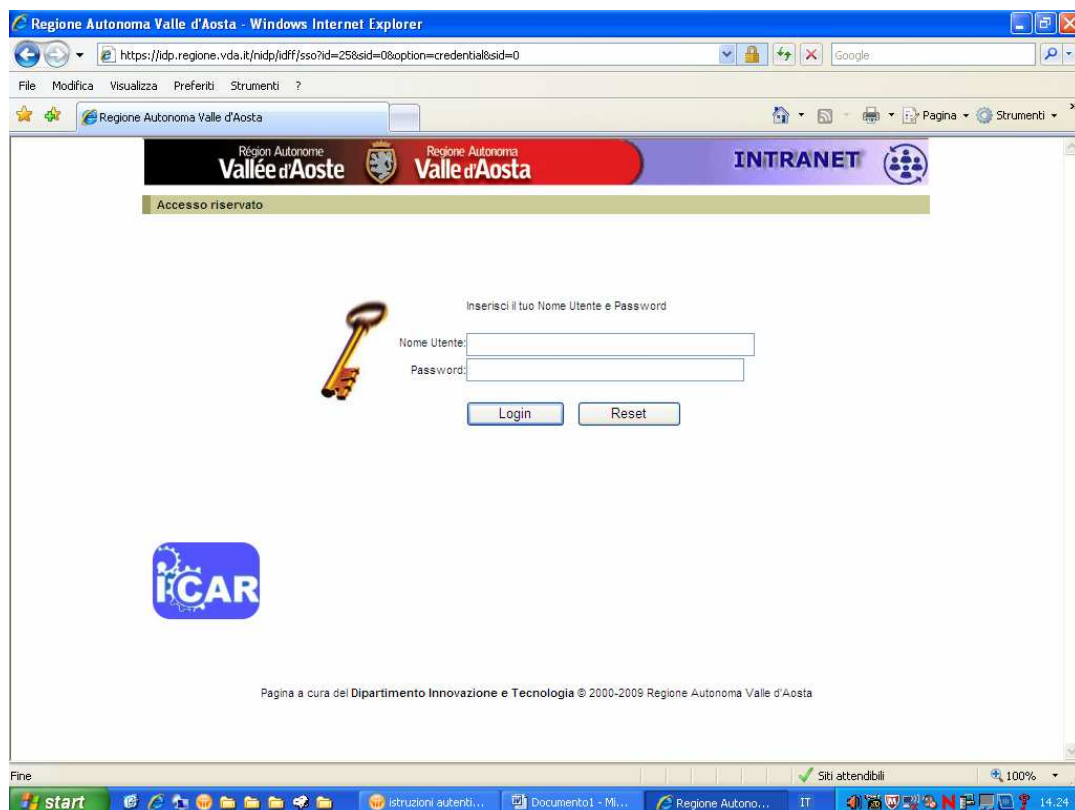 Regione Autonoma Valle d'Aosta - Windows Internet Explorer
https://idp.regione.vda.it/nidp/idff/sso?id=25&sid=0&option=credential&sid=0
Google
File Modifica Visualizza Preferiti Strumenti ?
Regione Autonoma Valle d'Aosta
Pagina Strumenti
Région Autonome
Vallée d'Aoste
Regione Autonoma
Valle d'Aosta
INTRANET
Accesso riservato
Inserisci il tuo Nome Utente e Password
Nome Utente:
Password:
Login Reset
iCAR
Pagina a cura del Dipartimento Innovazione e Tecnologia © 2000-2009 Regione Autonoma Valle d'Aosta
Fine Siti attendibili 100%
start istruzioni autenti... Documento1 - Mi... Regione Autono... IT 14.24